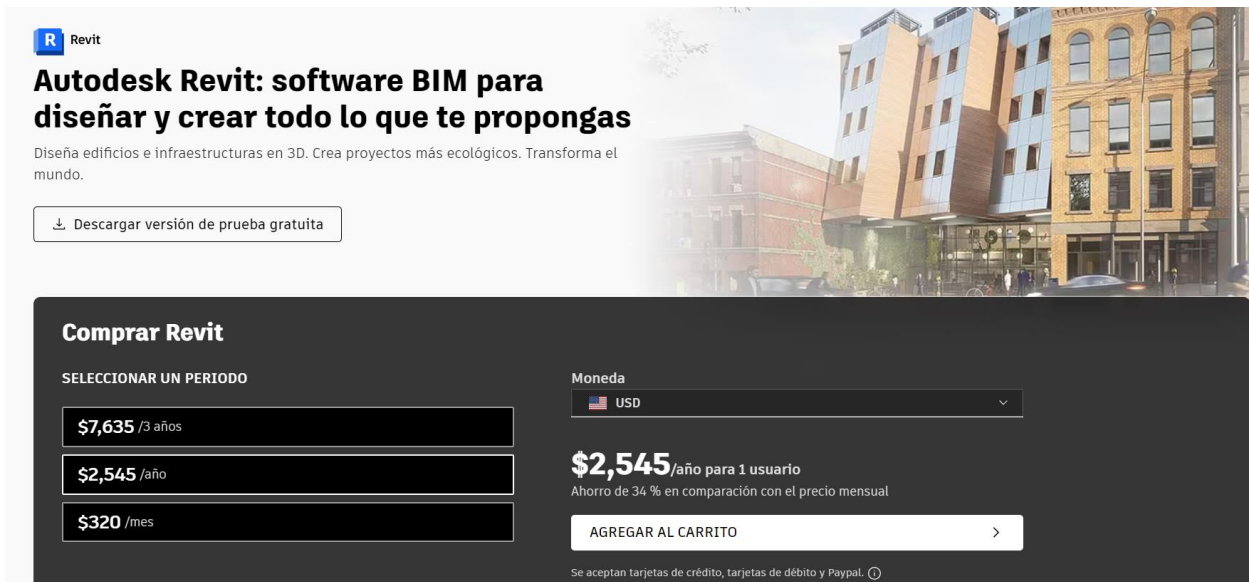 R Revit
Autodesk Revit: software BIM para
diseñar y crear todo lo que te propongas
Diseña edificios e infraestructuras en 3D. Crea proyectos más ecológicos. Transforma el
mundo.
Descargar versión de prueba gratuita
Comprar Revit
SELECCIONAR UN PERIODO
$7,635 /3 años
$2,545 /año
$320 /mes
Moneda
USD
$2,545/año para 1 usuario
Ahorro de 34 % en comparación con el precio mensual
AGREGAR AL CARRITO
Se aceptan tarjetas de crédito, tarjetas de débito y Paypal.